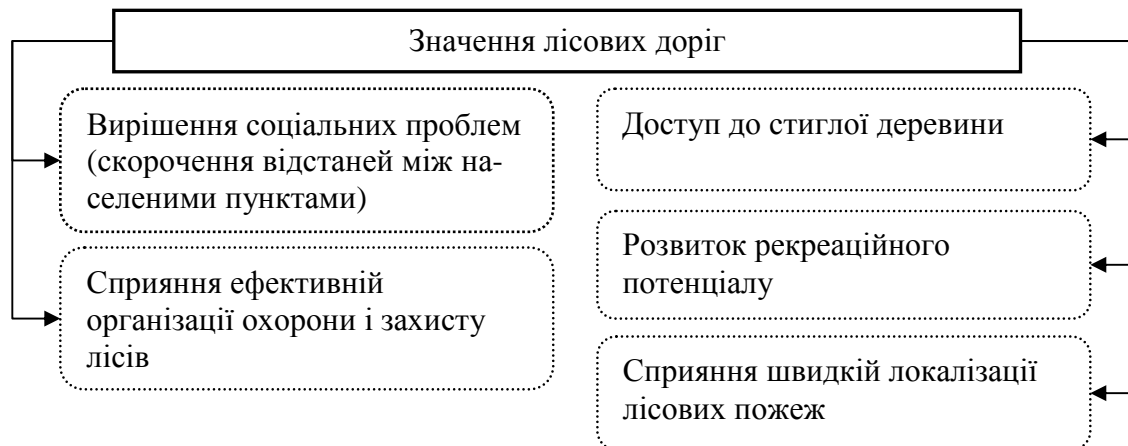 Значення лісових доріг
Вирішення соціальних проблем
(скорочення відстаней між на-
селеними пунктами)
Сприяння ефективній
організації охорони і захисту
лісів
Доступ до стиглої деревини
Розвиток рекреаційного
потенціалу
Сприяння швидкій локалізації
лісових пожеж